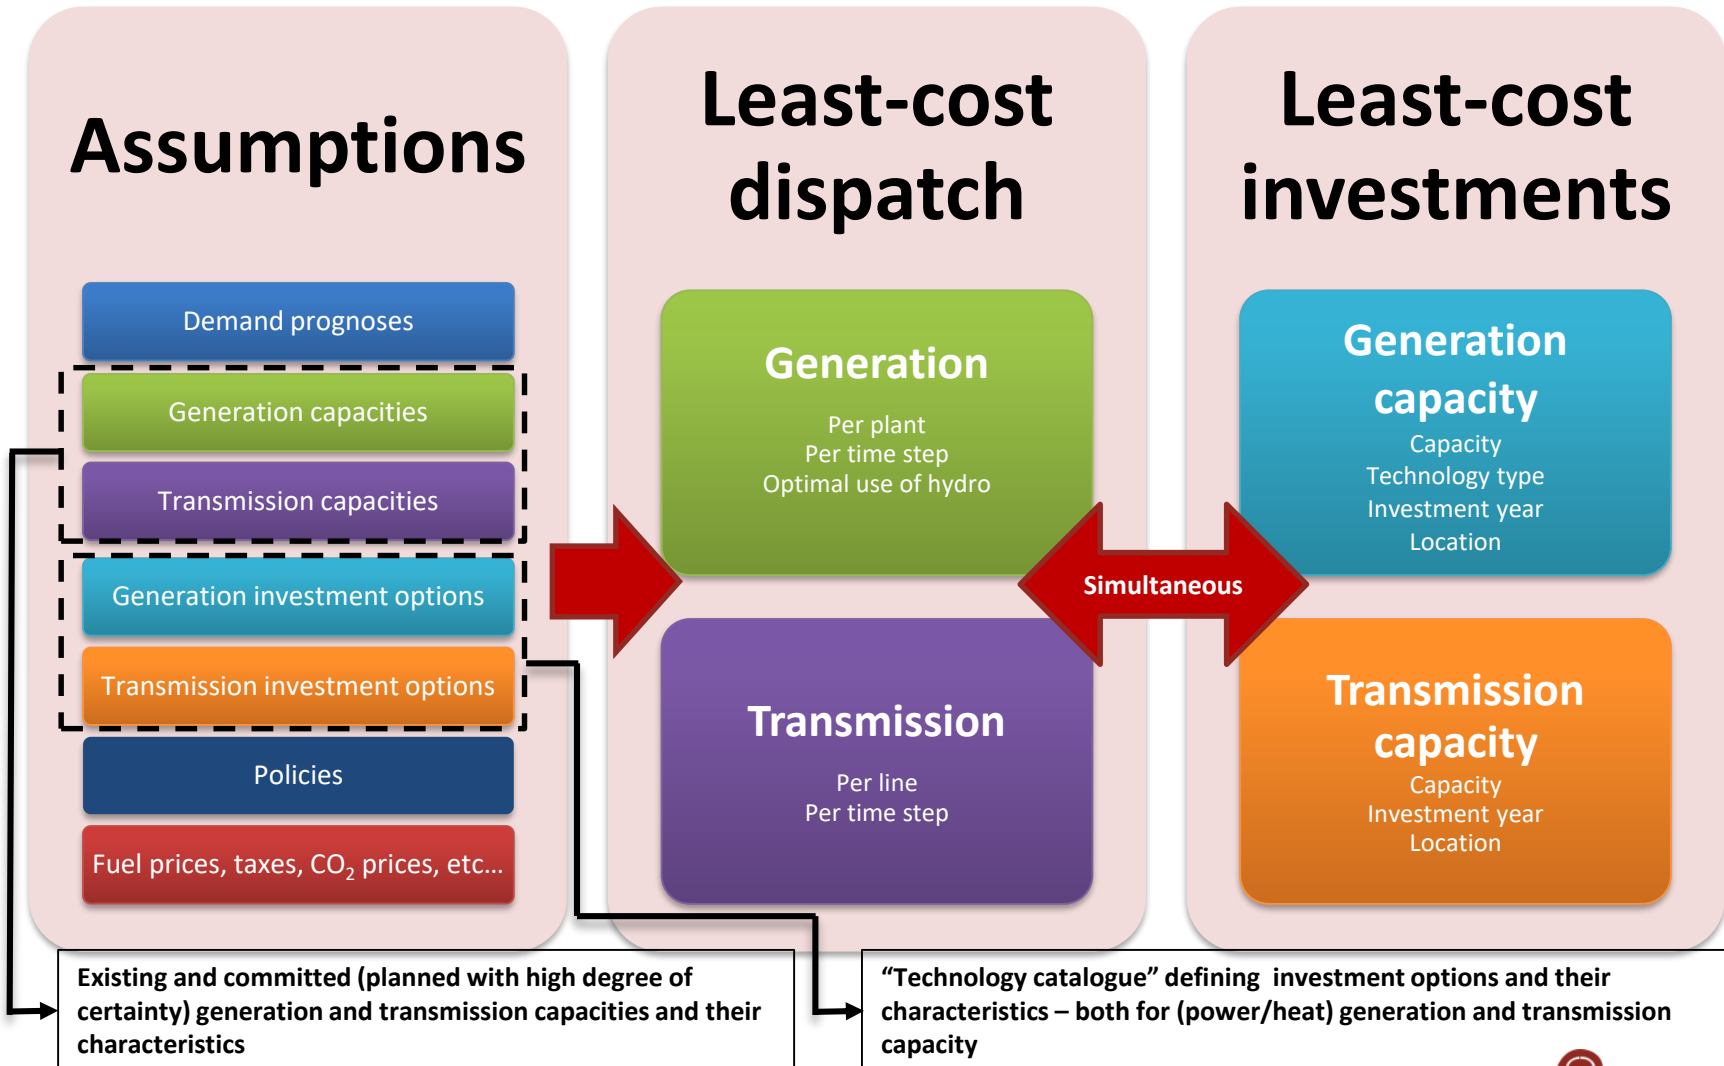 Assumptions
Demand prognoses
Generation capacities
Transmission capacities
Generation investment options
Transmission investment options
Policies
Fuel prices, taxes, CO₂ prices, etc…
Least-cost
dispatch
Generation
Per plant
Per time step
Optimal use of hydro
Transmission
Per line
Per time step
Simultaneous
Least-cost
investments
Generation
capacity
Capacity
Technology type
Investment year
Location
Transmission
capacity
Capacity
Investment year
Location
Existing and committed (planned with high degree of
certainty) generation and transmission capacities and their
characteristics
“Technology catalogue” defining investment options and their
characteristics – both for (power/heat) generation and transmission
capacity